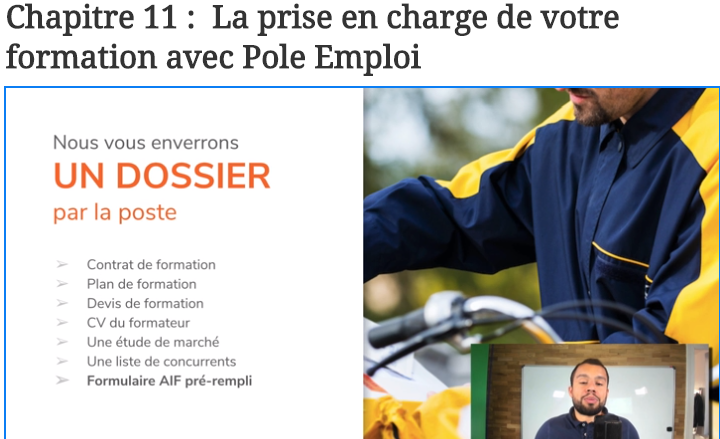 Chapitre 11 :  La prise en charge de votre
formation avec Pole Emploi
Nous vous enverrons
UN DOSSIER
par la poste
➢ Contrat de formation
➢ Plan de formation
➢ Devis de formation
➢ CV du formateur
➢ Une étude de marché
➢ Une liste de concurrents
➢ Formulaire AIF pré-rempli